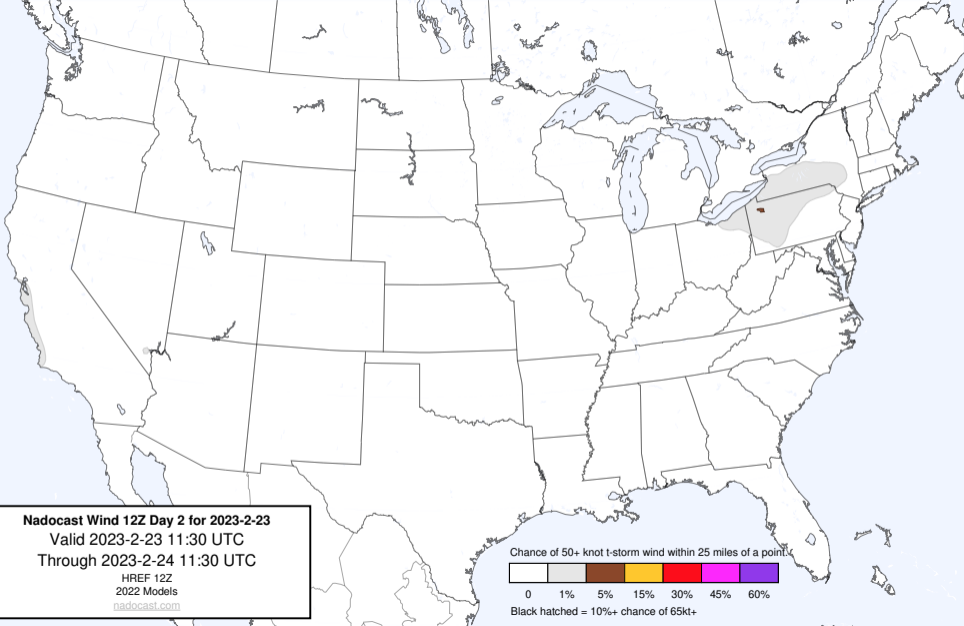 Nadocast Wind 12Z Day 2 for 2023-2-23
Valid 2023-2-23 11:30 UTC
Through 2023-2-24 11:30 UTC
HREF 12Z
2022 Models
nadocast.com
Chance of 50+ knot t-storm wind within 25 miles of a point.
0 1% 5% 15% 30% 45% 60%
Black hatched = 10%+ chance of 65kt+